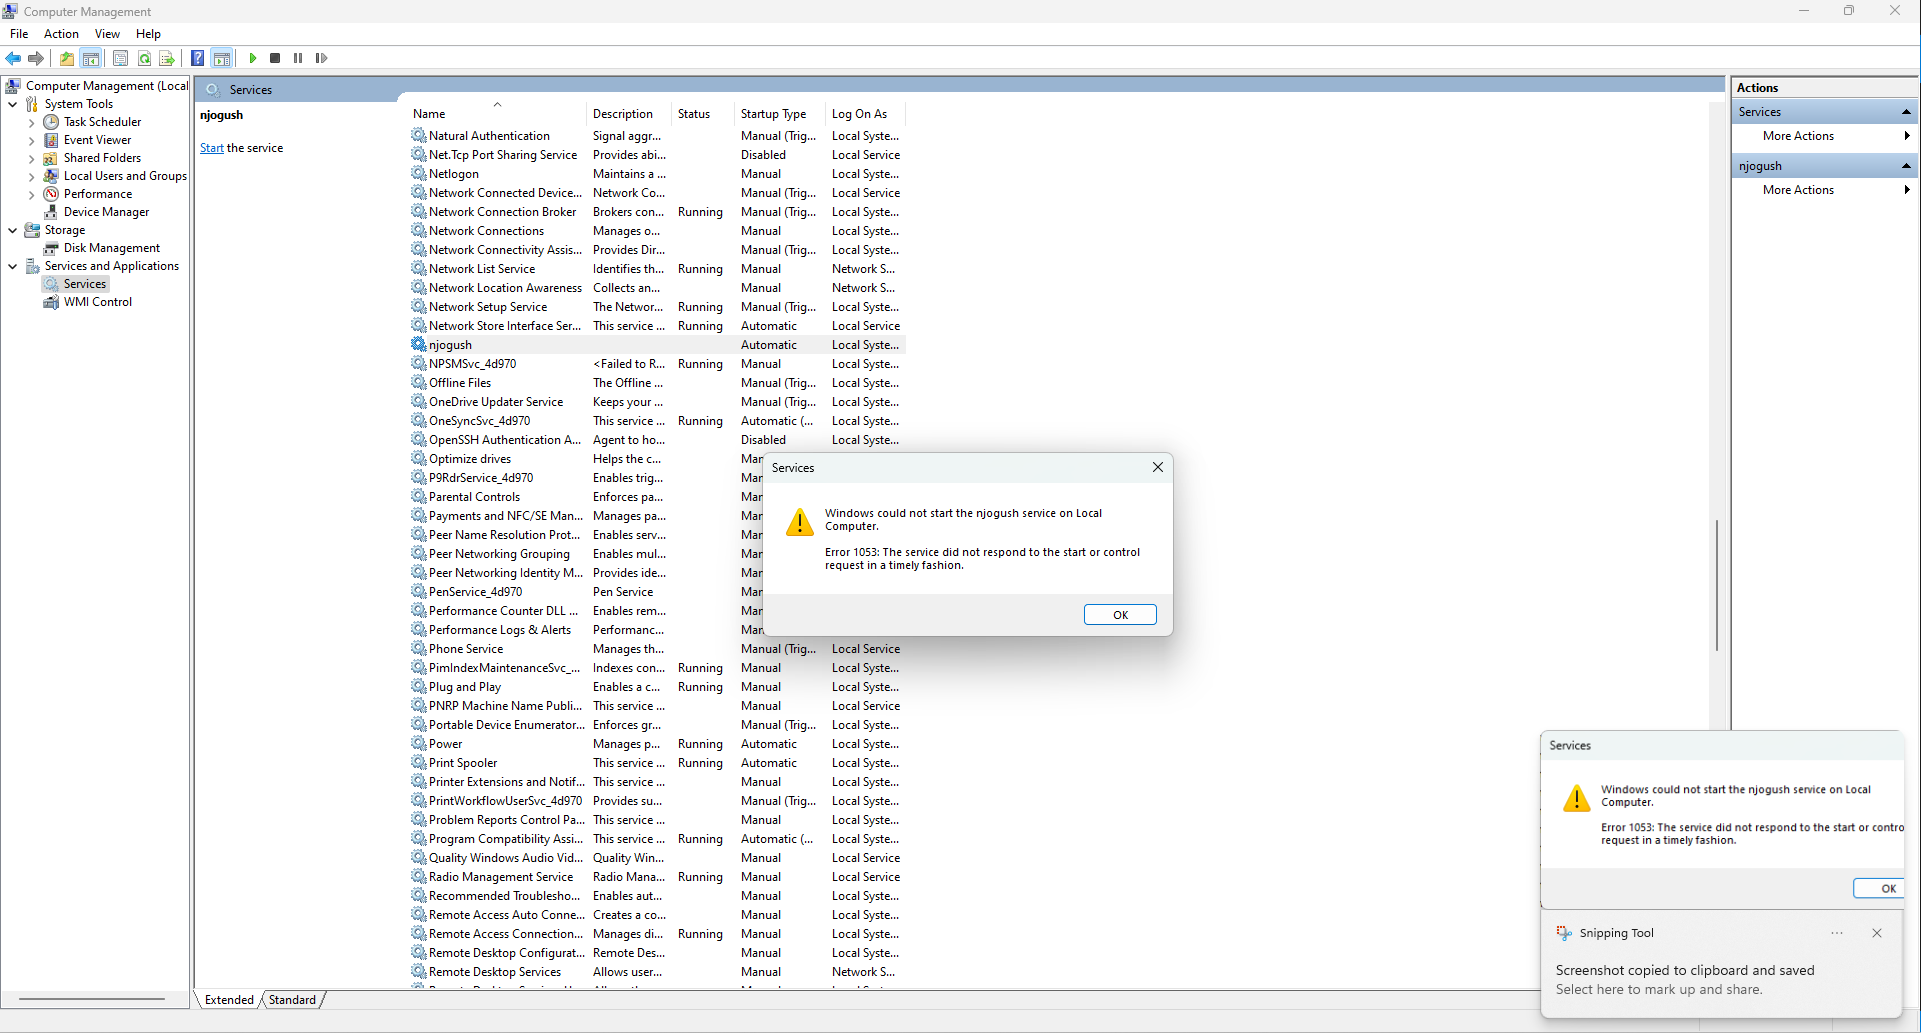 Computer Management
File Action View Help
Computer Management (Local
System Tools
Task Scheduler
Event Viewer
Shared Folders
Local Users and Groups
Performance
Device Manager
Storage
Disk Management
Services and Applications
Services
WMI Control
Services
njogush
Start the service
Name Description Status Startup Type Log On As
Natural Authentication Signal aggr... Manual (Trig... Local Syste...
Net.Tcp Port Sharing Service Provides abi... Disabled Local Service
Netlogon Maintains a ... Manual Local Syste...
Network Connected Device... Network Co... Manual (Trig... Local Service
Network Connection Broker Brokers con... Running Manual (Trig... Local Syste...
Network Connections Manages o... Manual Local Syste...
Network Connectivity Assis... Provides Dir... Manual (Trig... Local Syste...
Network List Service Identifies th... Running Manual Network S...
Network Location Awareness Collects an... Manual Network S...
Network Setup Service The Networ... Running Manual (Trig... Local Syste...
Network Store Interface Ser... This service ... Running Automatic Local Service
njogush Automatic Local Syste...
NPSMSvc_4d970 <Failed to R... Running Manual Local Syste...
Offline Files The Offline ... Manual (Trig... Local Syste...
OneDrive Updater Service Keeps your ... Manual (Trig... Local Syste...
OneSyncSvc_4d970 This service ... Running Automatic (... Local Syste...
OpenSSH Authentication A... Agent to ho... Disabled Local Syste...
Optimize drives Helps the c... Mar
P9RdrService_4d970 Enables trig... Mar
Parental Controls Enforces pa... Mar
Payments and NFC/SE Man... Manages pa... Mar
Peer Name Resolution Prot... Enables serv... Mar
Peer Networking Grouping Enables mul... Mar
Peer Networking Identity M... Provides ide... Mar
PenService_4d970 Pen Service Mar
Performance Counter DLL ... Enables rem... Mar
Performance Logs & Alerts Performanc... Mar
Phone Service Manages th... Manual (Trig... Local Service
PimIndexMaintenanceSvc_... Indexes con... Running Manual Local Syste...
Plug and Play Enables a c... Running Manual Local Syste...
PNRP Machine Name Publi... This service ... Manual Local Service
Portable Device Enumerator... Enforces gr... Manual (Trig... Local Syste...
Power Manages p... Running Automatic Local Syste...
Print Spooler This service ... Running Automatic Local Syste...
Printer Extensions and Notif... This service ... Manual Local Syste...
PrintWorkflowUserSvc_4d970 Provides su... Manual (Trig... Local Syste...
Problem Reports Control Pa... This service ... Manual Local Syste...
Program Compatibility Assi... This service ... Running Automatic (... Local Syste...
Quality Windows Audio Vid... Quality Win... Manual Local Service
Radio Management Service Radio Mana... Running Manual Local Service
Recommended Troublesho... Enables aut... Manual Local Syste...
Remote Access Auto Conne... Creates a co... Manual Local Syste...
Remote Access Connection... Manages di... Running Manual Local Syste...
Remote Desktop Configurat... Remote Des... Manual Local Syste...
Remote Desktop Services Allows user... Manual Network S...
Extended Standard
Services
Windows could not start the njogush service on Local
Computer.
Error 1053: The service did not respond to the start or control
request in a timely fashion.
OK
Actions
Services
More Actions
njogush
More Actions
Services
Windows could not start the njogush service on Local
Computer.
Error 1053: The service did not respond to the start or contro
request in a timely fashion.
OK
Snipping Tool
Screenshot copied to clipboard and saved
Select here to mark up and share.